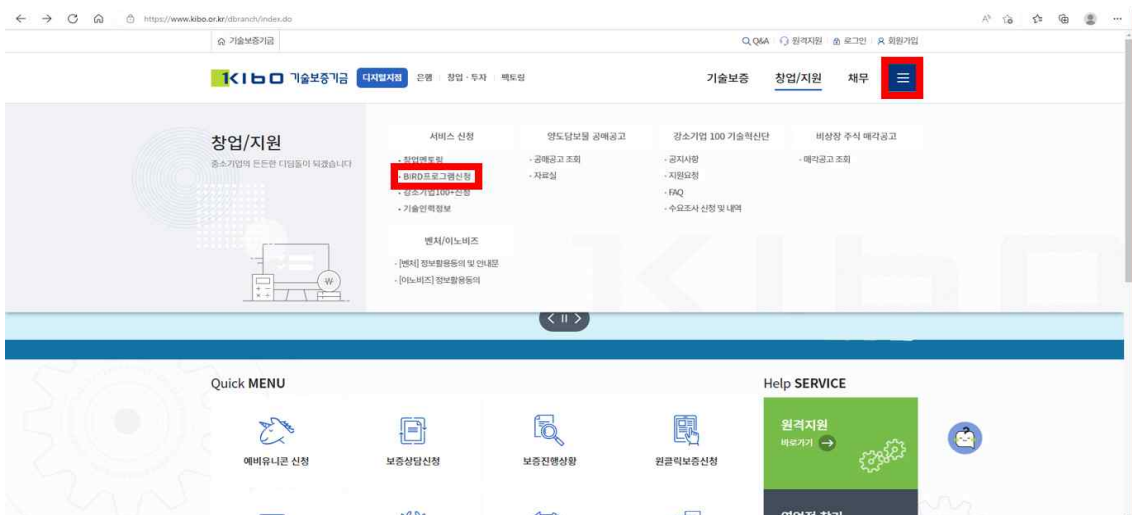 https://www.kibo.or.kr/dbranch/index.do
기술보증기금
Q&A 원격지원 로그인 회원가입
KIBO 기술보증기금 디지털지점 은행 창업·투자 팩토링 기술보증 창업/지원 채무
창업/지원
중소기업의 든든한 디딤돌이 되겠습니다
서비스 신청 양도담보물 공매공고 강소기업 100 기술혁신단 비상장 주식 매각공고
· 창업멘토링 · 공매공고 조회 · 공지사항 · 매각공고 조회
· BIRD프로그램신청 · 자료실 · 지원요청
· 강소기업100+신청 · FAQ
· 기술인력정보 · 수요조사 신청 및 내역
벤처/이노비즈
· [벤처] 정보활용동의 및 안내문
· [이노비즈] 정보활용동의
KIBO
Quick MENU Help SERVICE
원격지원
바로가기
예비유니콘 신청 보증상담신청 보증진행상황 원클릭보증신청